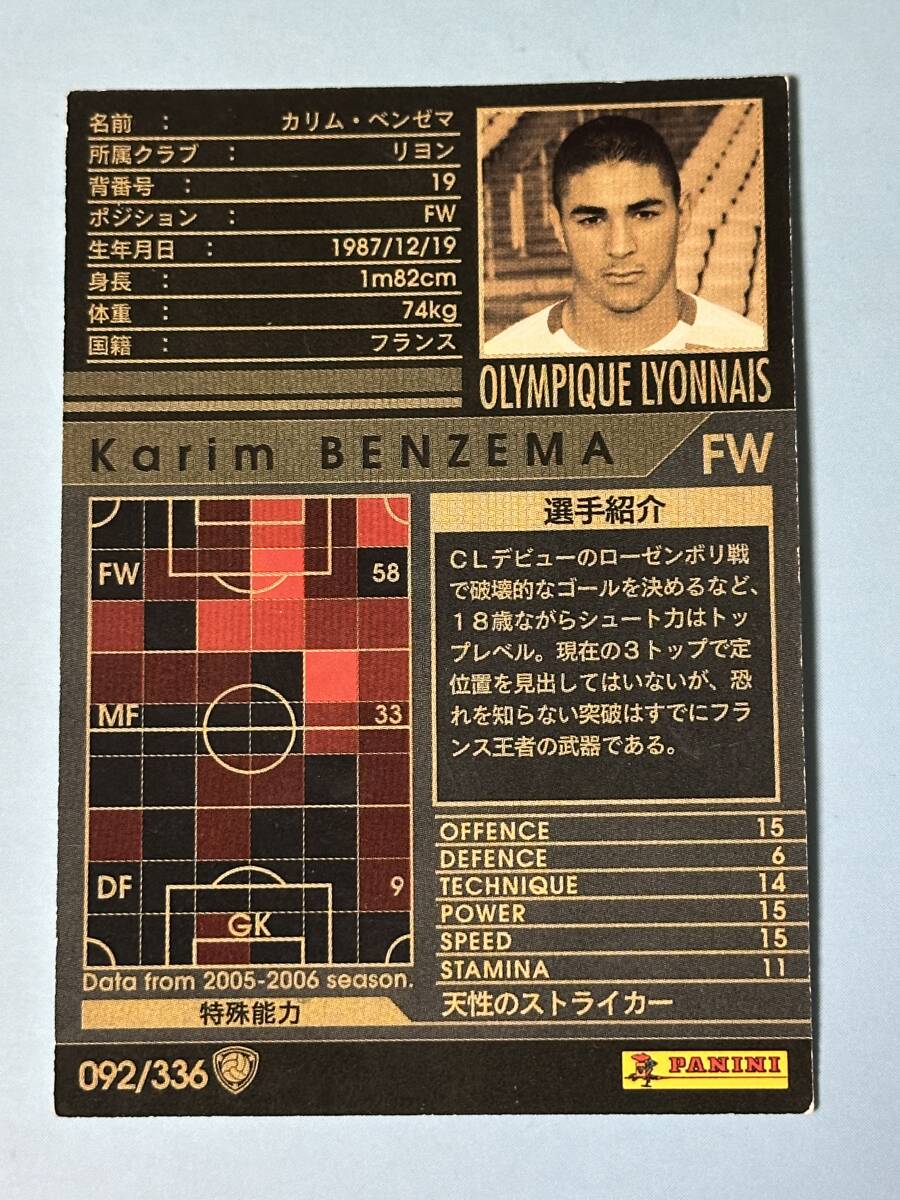 名前 : カリム・ベンゼマ
所属クラブ : リヨン
背番号 : 19
ポジション : FW
生年月日 : 1987/12/19
身長 : 1m82cm
体重 : 74kg
国籍 : フランス
OLYMPIQUE LYONNAIS
Karim BENZEMA FW
FW 58
MF 33
DF 9
GK
Data from 2005-2006 season.
選手紹介
CLデビューのローゼンボリ戦
で破壊的なゴールを決めるなど、
18歳ながらシュート力はトッ
プレベル。現在の3トップで定
位置を見出してはいないが、恐
れを知らない突破はすでにフラ
ンス王者の武器である。
OFFENCE 15
DEFENCE 6
TECHNIQUE 14
POWER 15
SPEED 15
STAMINA 11
特殊能力 天性のストライカー
092/336
PANINI